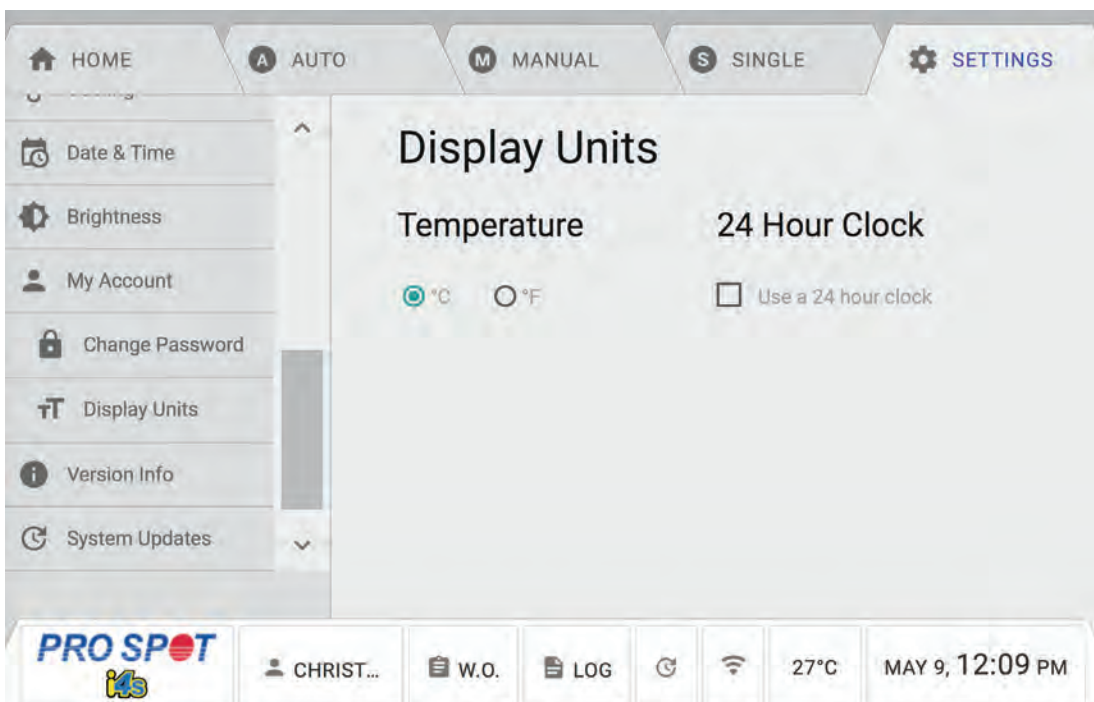 HOME
A AUTO
M MANUAL
S SINGLE
SETTINGS
Date & Time
Brightness
My Account
Change Password
TT Display Units
Version Info
System Updates
Display Units
Temperature
°C °F
24 Hour Clock
Use a 24 hour clock
PRO SPOT
i4s
CHRIST...
W.O.
LOG
27°C
MAY 9, 12:09 PM